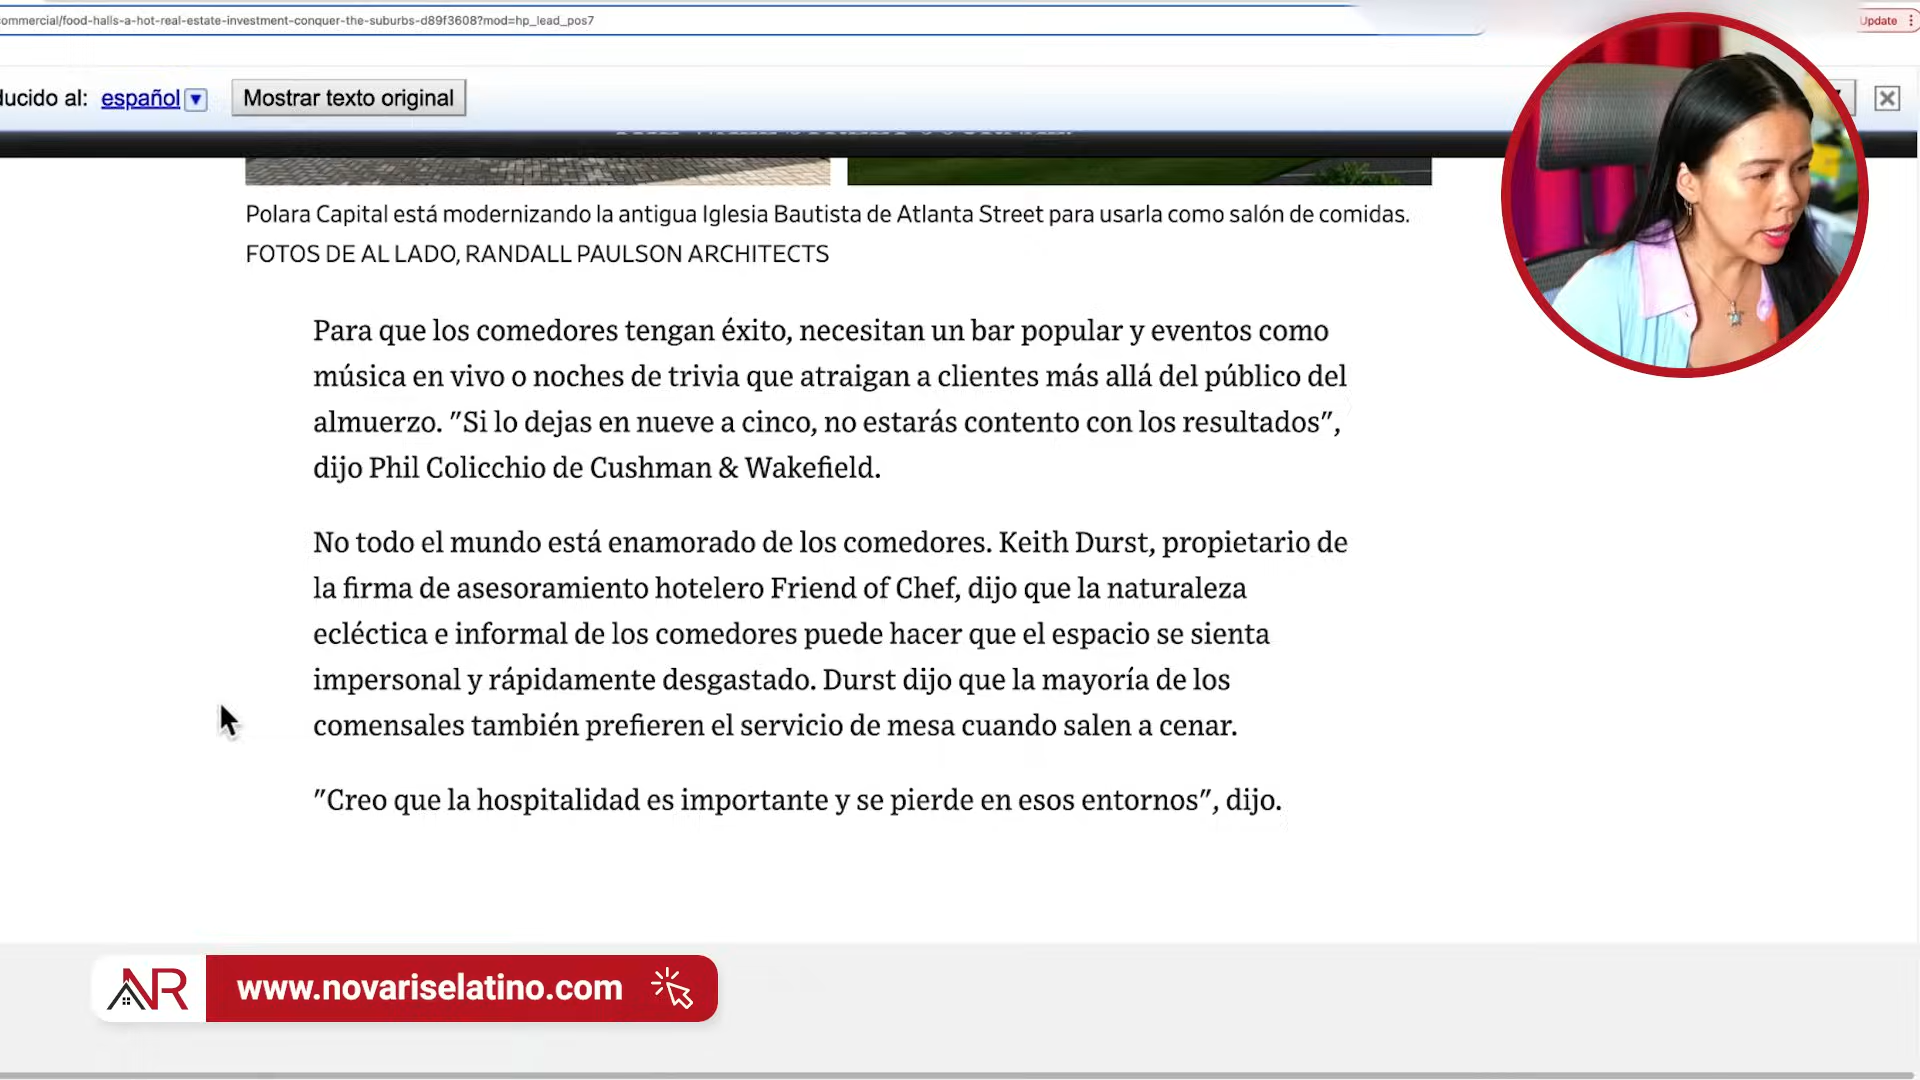 ommercial/food-halls-a-hot-real-estate-investment-conquer-the-suburbs-d89f3608?mod=hp_lead_pos7
Update
ducido al: español
Mostrar texto original
THE WALL STREET JOURNAL.
Polara Capital está modernizando la antigua Iglesia Bautista de Atlanta Street para usarla como salón de comidas.
FOTOS DE AL LADO, RANDALL PAULSON ARCHITECTS
Para que los comedores tengan éxito, necesitan un bar popular y eventos como
música en vivo o noches de trivia que atraigan a clientes más allá del público del
almuerzo. "Si lo dejas en nueve a cinco, no estarás contento con los resultados",
dijo Phil Colicchio de Cushman & Wakefield.
No todo el mundo está enamorado de los comedores. Keith Durst, propietario de
la firma de asesoramiento hotelero Friend of Chef, dijo que la naturaleza
ecléctica e informal de los comedores puede hacer que el espacio se sienta
impersonal y rápidamente desgastado. Durst dijo que la mayoría de los
comensales también prefieren el servicio de mesa cuando salen a cenar.
"Creo que la hospitalidad es importante y se pierde en esos entornos", dijo.
NR
www.novariselatino.com